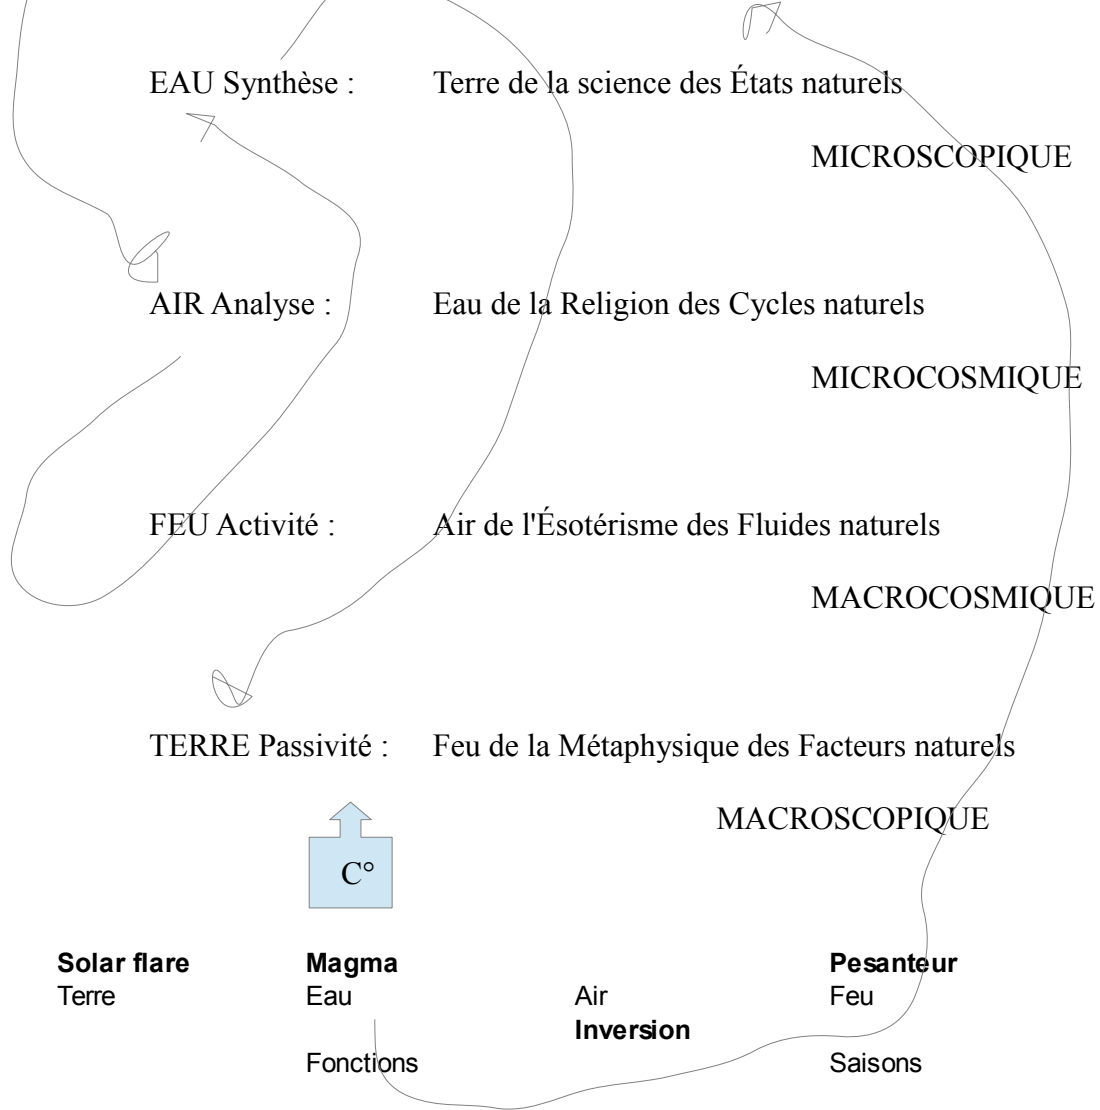 EAU Synthèse : Terre de la science des États naturels
MICROSCOPIQUE
AIR Analyse : Eau de la Religion des Cycles naturels
MICROCOSMIQUE
FEU Activité : Air de l'Ésotérisme des Fluides naturels
MACROCOSMIQUE
TERRE Passivité : Feu de la Métaphysique des Facteurs naturels
MACROSCOPIQUE
C°
Solar flare Magma Pesanteur
Terre Eau Air Feu
Inversion
Fonctions Saisons